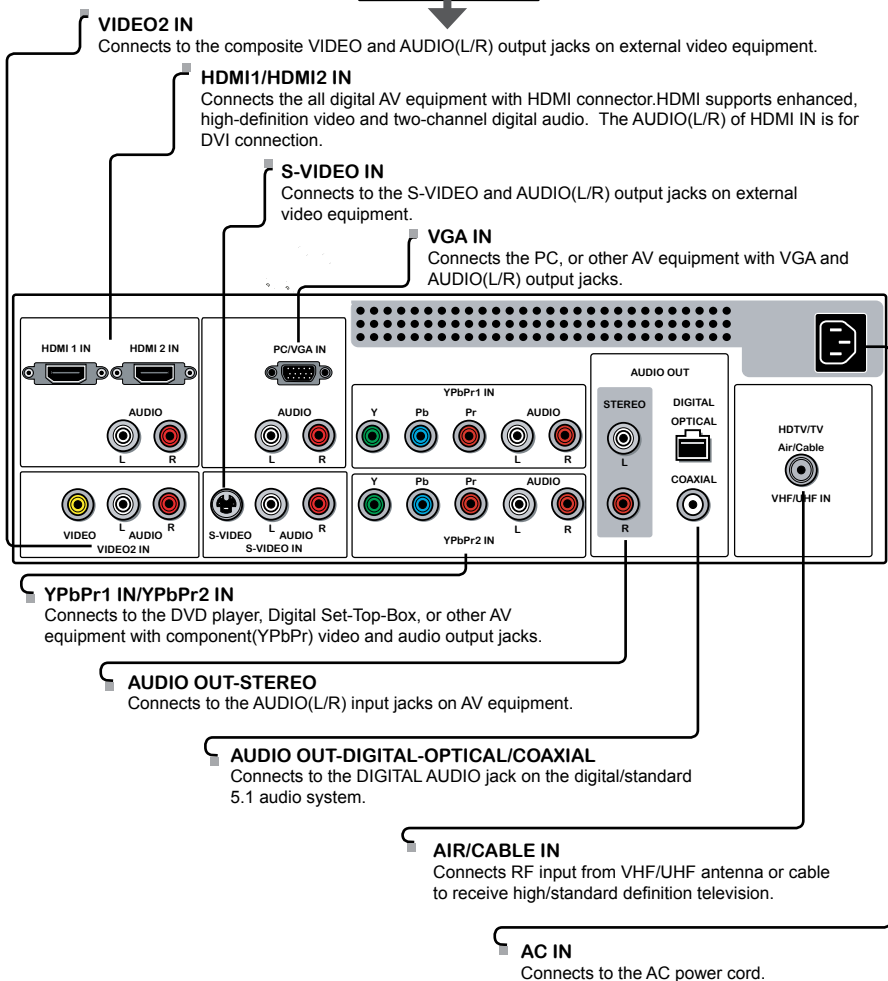 VIDEO2 IN
Connects to the composite VIDEO and AUDIO(L/R) output jacks on external video equipment.
HDMI1/HDMI2 IN
Connects the all digital AV equipment with HDMI connector.HDMI supports enhanced,
high-definition video and two-channel digital audio. The AUDIO(L/R) of HDMI IN is for
DVI connection.
S-VIDEO IN
Connects to the S-VIDEO and AUDIO(L/R) output jacks on external
video equipment.
VGA IN
Connects the PC, or other AV equipment with VGA and
AUDIO(L/R) output jacks.
HDMI 1 IN
HDMI 2 IN
AUDIO
L
R
PC/VGA IN
AUDIO
L
R
YPbPr1 IN
Y
Pb
Pr
AUDIO
L
R
AUDIO OUT
STEREO
DIGITAL
OPTICAL
L
COAXIAL
R
HDTV/TV
Air/Cable
VHF/UHF IN
VIDEO
L
AUDIO
R
VIDEO2 IN
S-VIDEO
L
AUDIO
R
S-VIDEO IN
Y
Pb
Pr
AUDIO
L
R
YPbPr2 IN
YPbPr1 IN/YPbPr2 IN
Connects to the DVD player, Digital Set-Top-Box, or other AV
equipment with component(YPbPr) video and audio output jacks.
AUDIO OUT-STEREO
Connects to the AUDIO(L/R) input jacks on AV equipment.
AUDIO OUT-DIGITAL-OPTICAL/COAXIAL
Connects to the DIGITAL AUDIO jack on the digital/standard
5.1 audio system.
AIR/CABLE IN
Connects RF input from VHF/UHF antenna or cable
to receive high/standard definition television.
AC IN
Connects to the AC power cord.